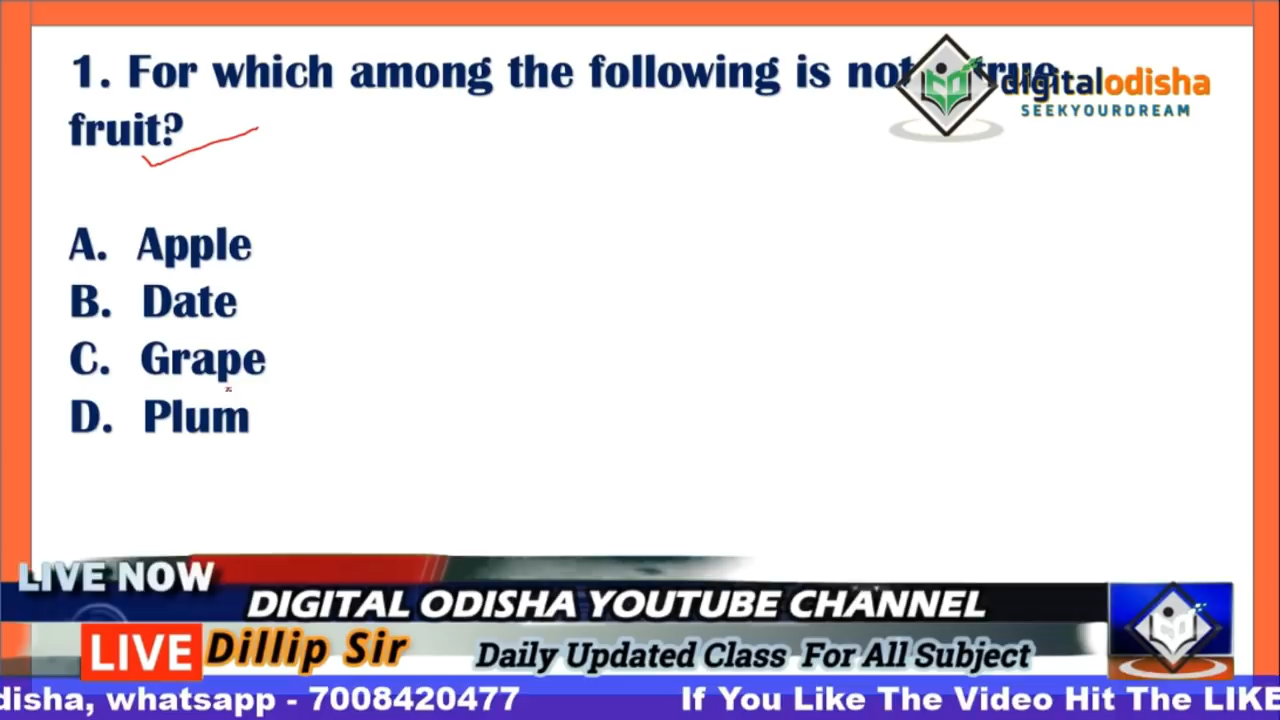 1. For which among the following is not true
fruit?
digitalodisha
SEEKYOURDREAM
A. Apple
B. Date
C. Grape
D. Plum
LIVE NOW
DIGITAL ODISHA YOUTUBE CHANNEL
LIVE Dillip Sir
Daily Updated Class For All Subject
disha, whatsapp - 7008420477 If You Like The Video Hit The LIKE